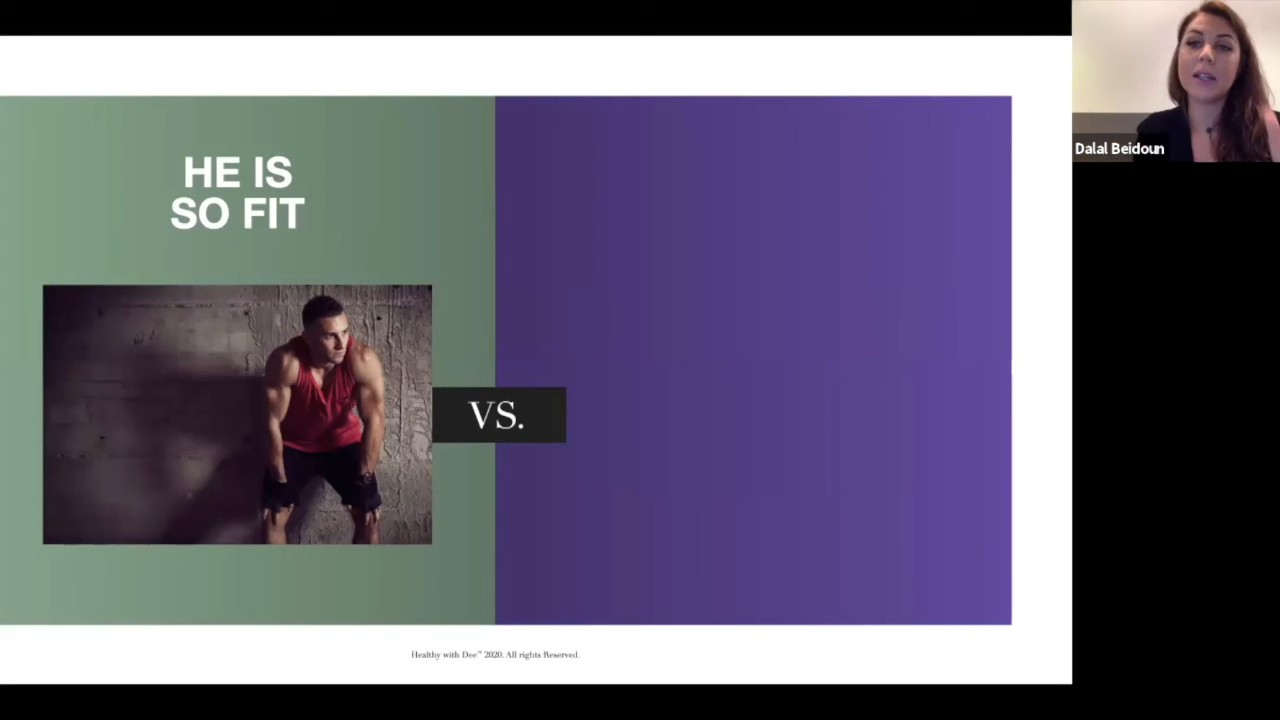 HE IS
SO FIT
VS.
Dalal Beidoun
Healthy with Dee™ 2020. All rights Reserved.